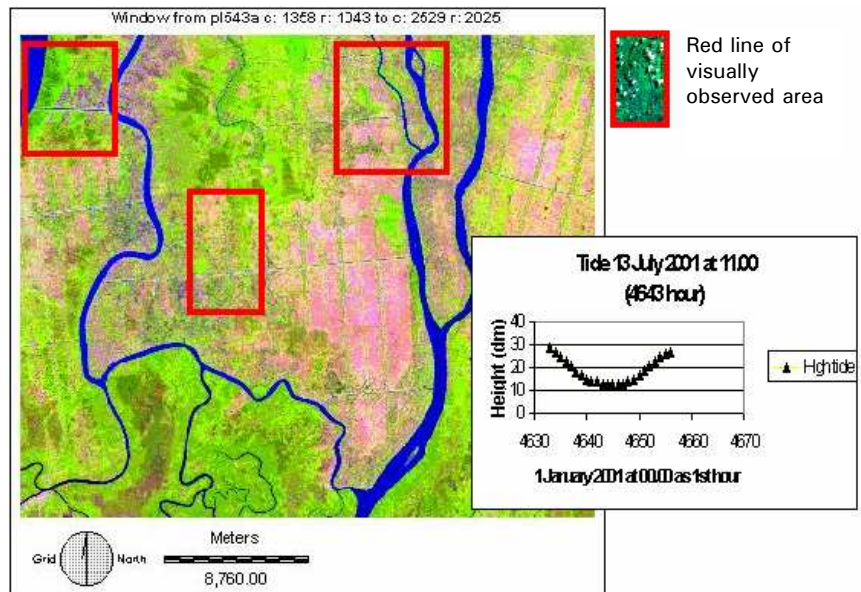 Window from pl543a c: 1358 r: 1043 to c: 2529 r: 2025
Red line of
visually
observed area
Tide 13 July 2001 at 11.00
(4643 hour)
Height (dm)
40
30
20
10
0
4630 4640 4650 4660 4670
1 January 2001 at 00.00 as 1st hour
Hightide
Grid North
Meters
8,760.00